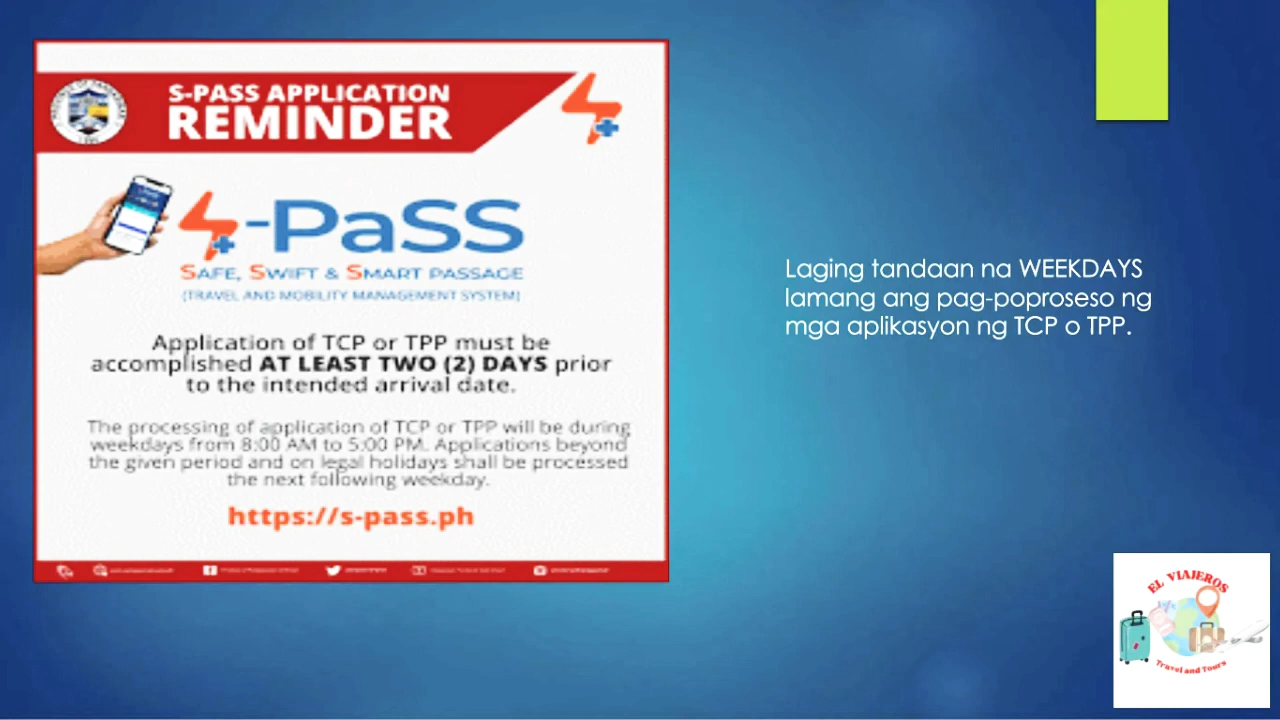 S-PASS APPLICATION
REMINDER
-PaSS
SAFE, SWIFT & SMART PASSAGE
(TRAVEL AND MOBILITY MANAGEMENT SYSTEM)
Application of TCP or TPP must be
accomplished AT LEAST TWO (2) DAYS prior
to the intended arrival date.
The processing of application of TCP or TPP will be during
weekdays from 8:00 AM to 5:00 PM. Applications beyond
the given period and on legal holidays shall be processed
the next following weekday.
https://s-pass.ph
Laging tandaan na WEEKDAYS
lamang ang pag-poproseso ng
mga aplikasyon ng TCP o TPP.
EL VIAJEROS
Travel and Tours